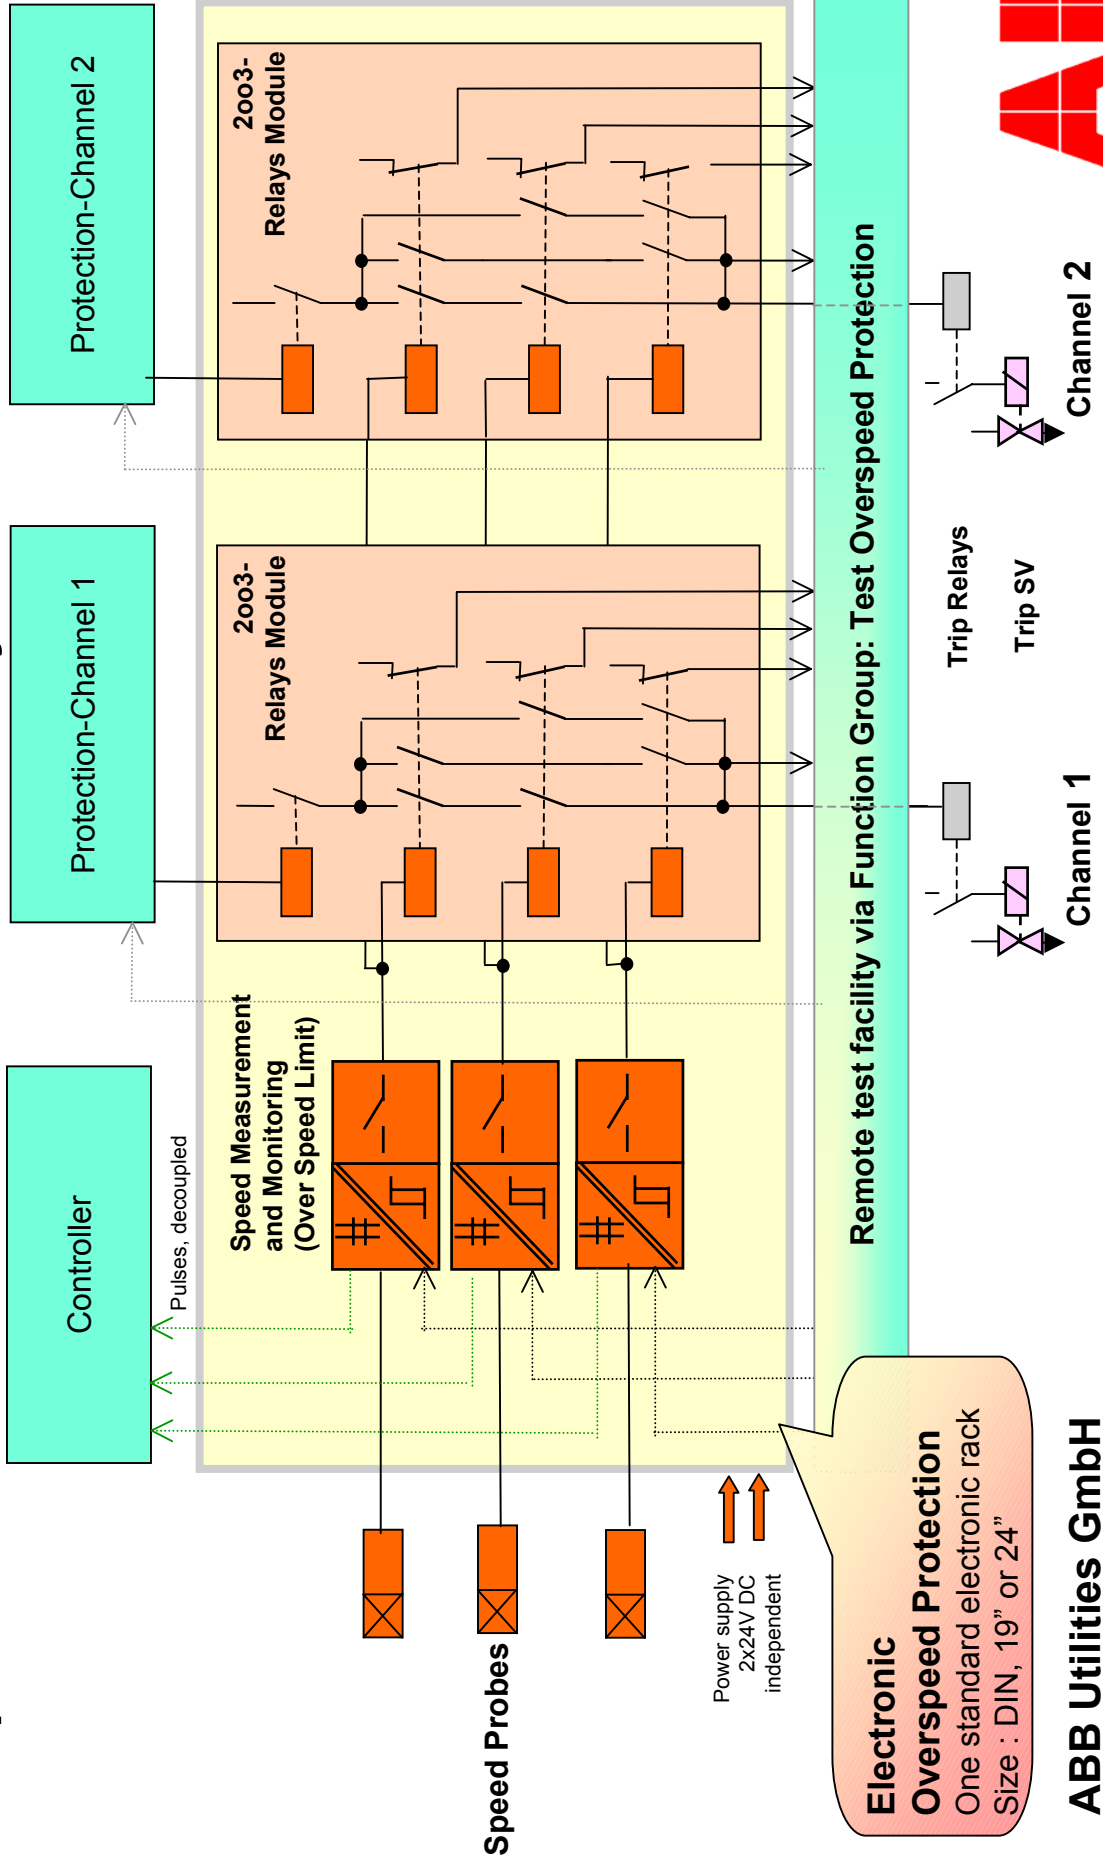 Controller
Protection-Channel 1
Protection-Channel 2
Pulses, decoupled
Speed Measurement
and Monitoring
(Over Speed Limit)
2oo3-
Relays Module
2oo3-
Relays Module
Speed Probes
Power supply
2x24V DC
independent
Remote test facility via Function Group: Test Overspeed Protection
Electronic
Overspeed Protection
One standard electronic rack
Size : DIN, 19” or 24”
Trip Relays
Trip SV
Channel 1
Channel 2
ABB Utilities GmbH